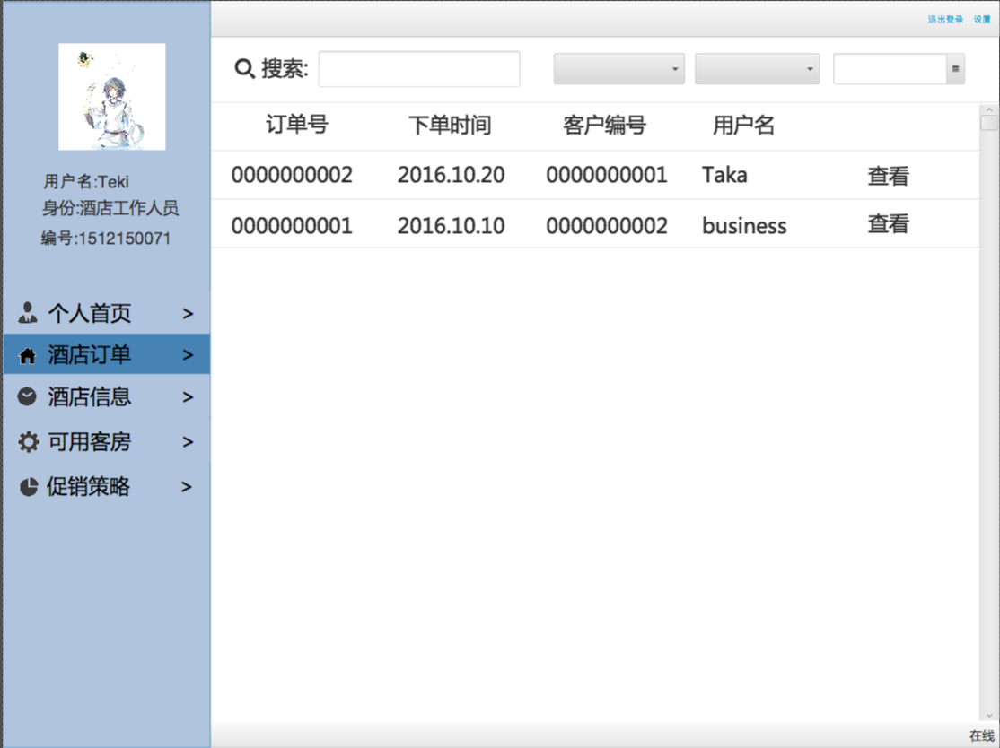 退出登录 设置
用户名:Teki
身份:酒店工作人员
编号:1512150071
个人首页 >
酒店订单 >
酒店信息 >
可用客房 >
促销策略 >
搜索:
订单号 下单时间 客户编号 用户名
0000000002 2016.10.20 0000000001 Taka 查看
0000000001 2016.10.10 0000000002 business 查看
在线